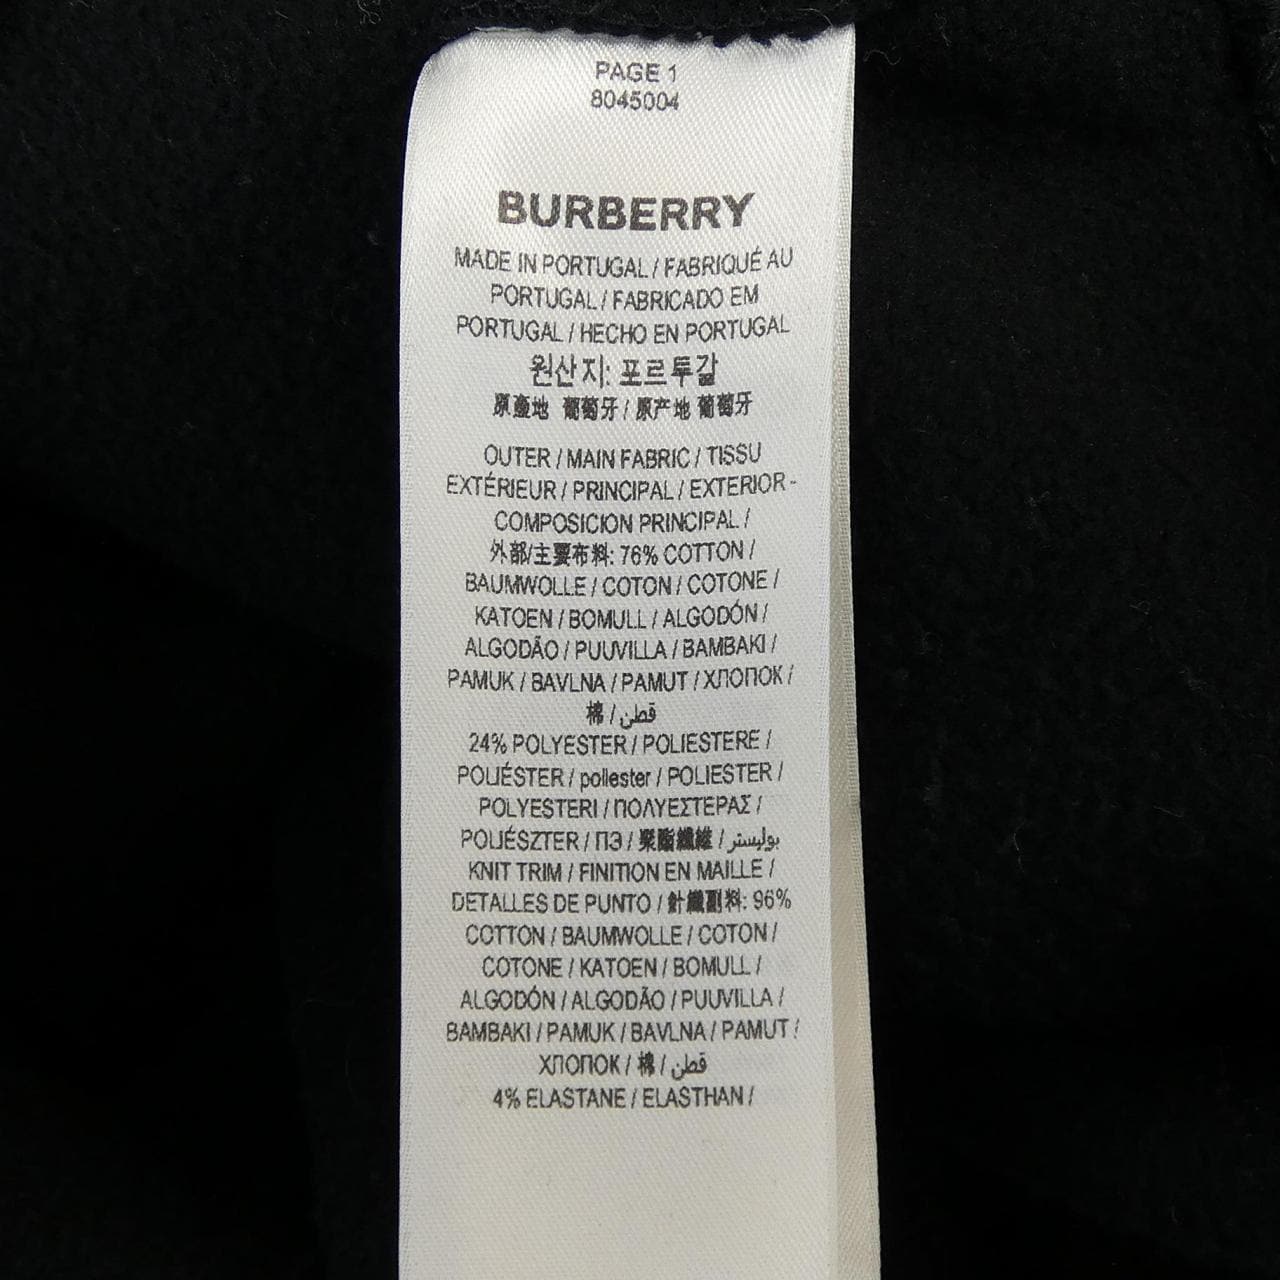 PAGE 1
8045004
BURBERRY
MADE IN PORTUGAL / FABRIQUÉ AU
PORTUGAL / FABRICADO EM
PORTUGAL / HECHO EN PORTUGAL
원산지: 포르투갈
原產地 葡萄牙 / 原产地 葡萄牙
OUTER / MAIN FABRIC / TISSU
EXTÉRIEUR / PRINCIPAL / EXTERIOR -
COMPOSICION PRINCIPAL /
外部/主要布料: 76% COTTON /
BAUMWOLLE / COTON / COTONE /
KATOEN / BOMULL / ALGODÓN /
ALGODÃO / PUUVILLA / BAMBAKI /
PAMUK / BAVLNA / PAMUT / ХЛОПОК /
棉 / قطن
24% POLYESTER / POLIESTERE /
POLIÉSTER / poliester / POLIESTER /
POLYESTERI / ΠΟΛΥΕΣΤΕΡΑΣ /
POLIÉSZTER / ПЭ / 聚酯纖維 / بوليستر
KNIT TRIM / FINITION EN MAILLE /
DETALLES DE PUNTO / 針織副料: 96%
COTTON / BAUMWOLLE / COTON /
COTONE / KATOEN / BOMULL /
ALGODÓN / ALGODÃO / PUUVILLA /
BAMBAKI / PAMUK / BAVLNA / PAMUT /
ХЛОПОК / 棉 / قطن
4% ELASTANE / ELASTHAN /